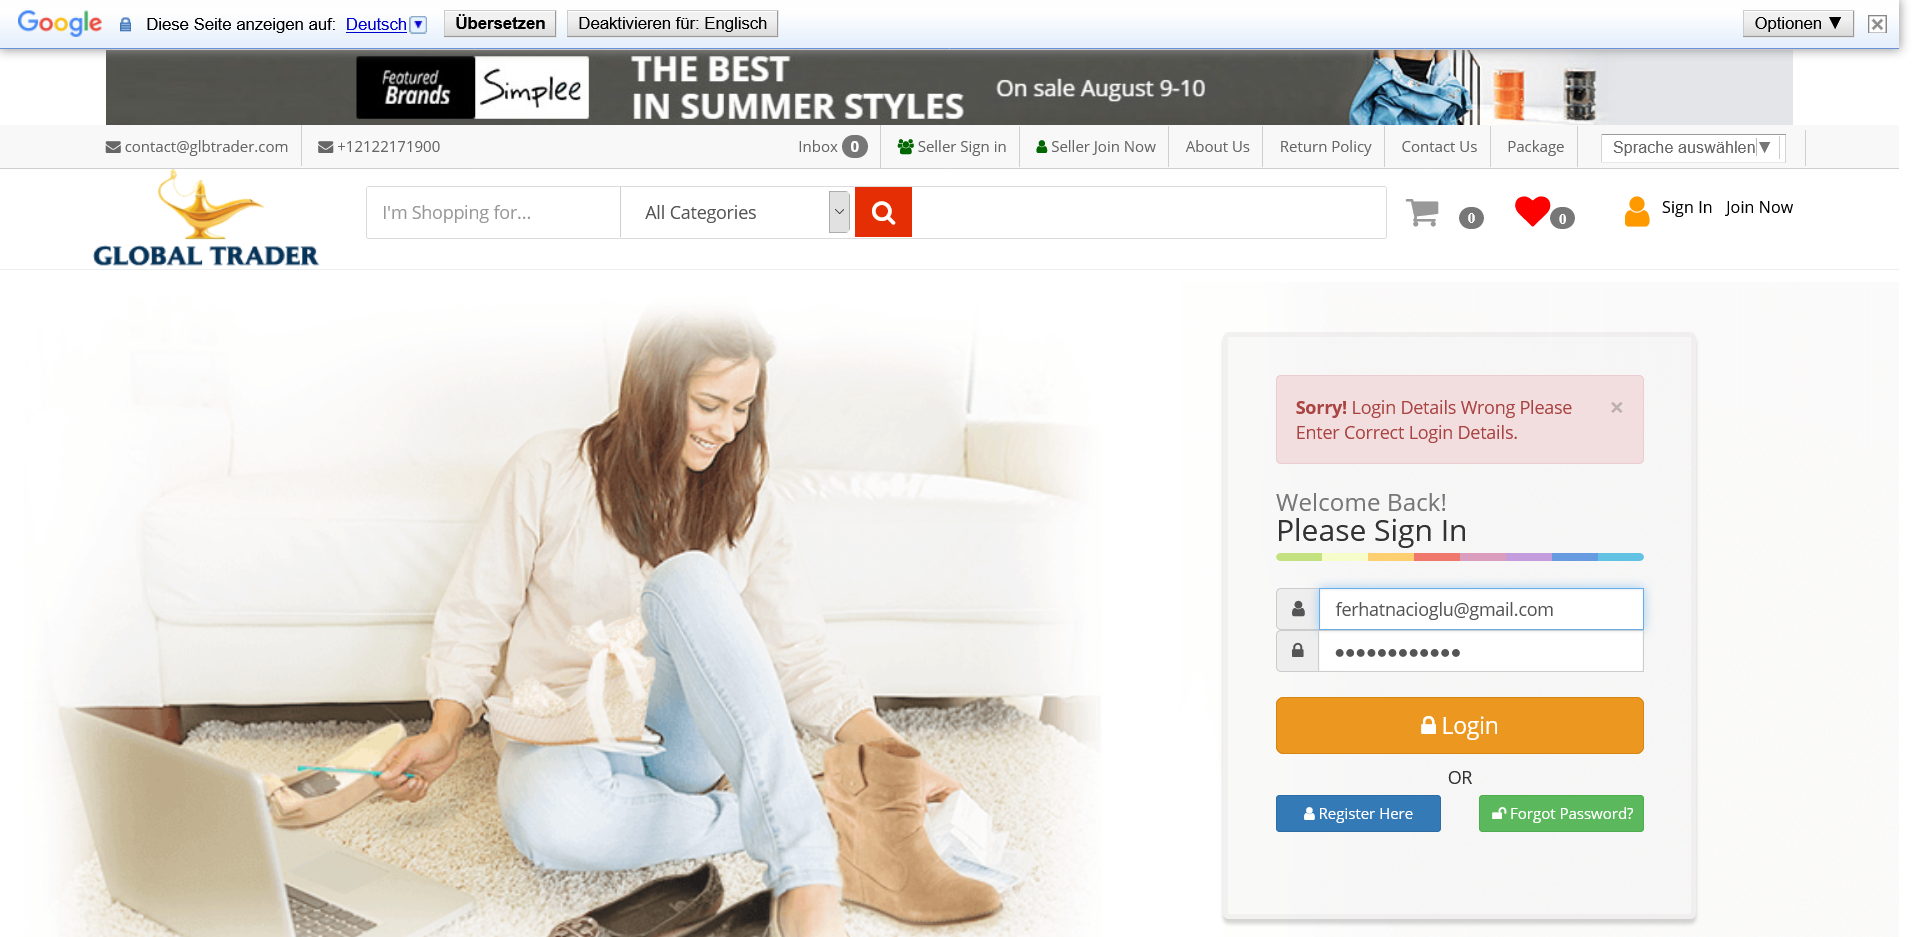 Google Diese Seite anzeigen auf: Deutsch ▼ Übersetzen Deaktivieren für: Englisch Optionen ▼
Featured Brands Simplee
THE BEST
IN SUMMER STYLES
On sale August 9-10
contact@glbtrader.com +12122171900 Inbox 0 Seller Sign in Seller Join Now About Us Return Policy Contact Us Package Sprache auswählen ▼
GLOBAL TRADER
I'm Shopping for... All Categories 0 0 Sign In Join Now
Sorry! Login Details Wrong Please
Enter Correct Login Details.
×
Welcome Back!
Please Sign In
ferhatnacioglu@gmail.com
●●●●●●●●●●●●
Login
OR
Register Here Forgot Password?